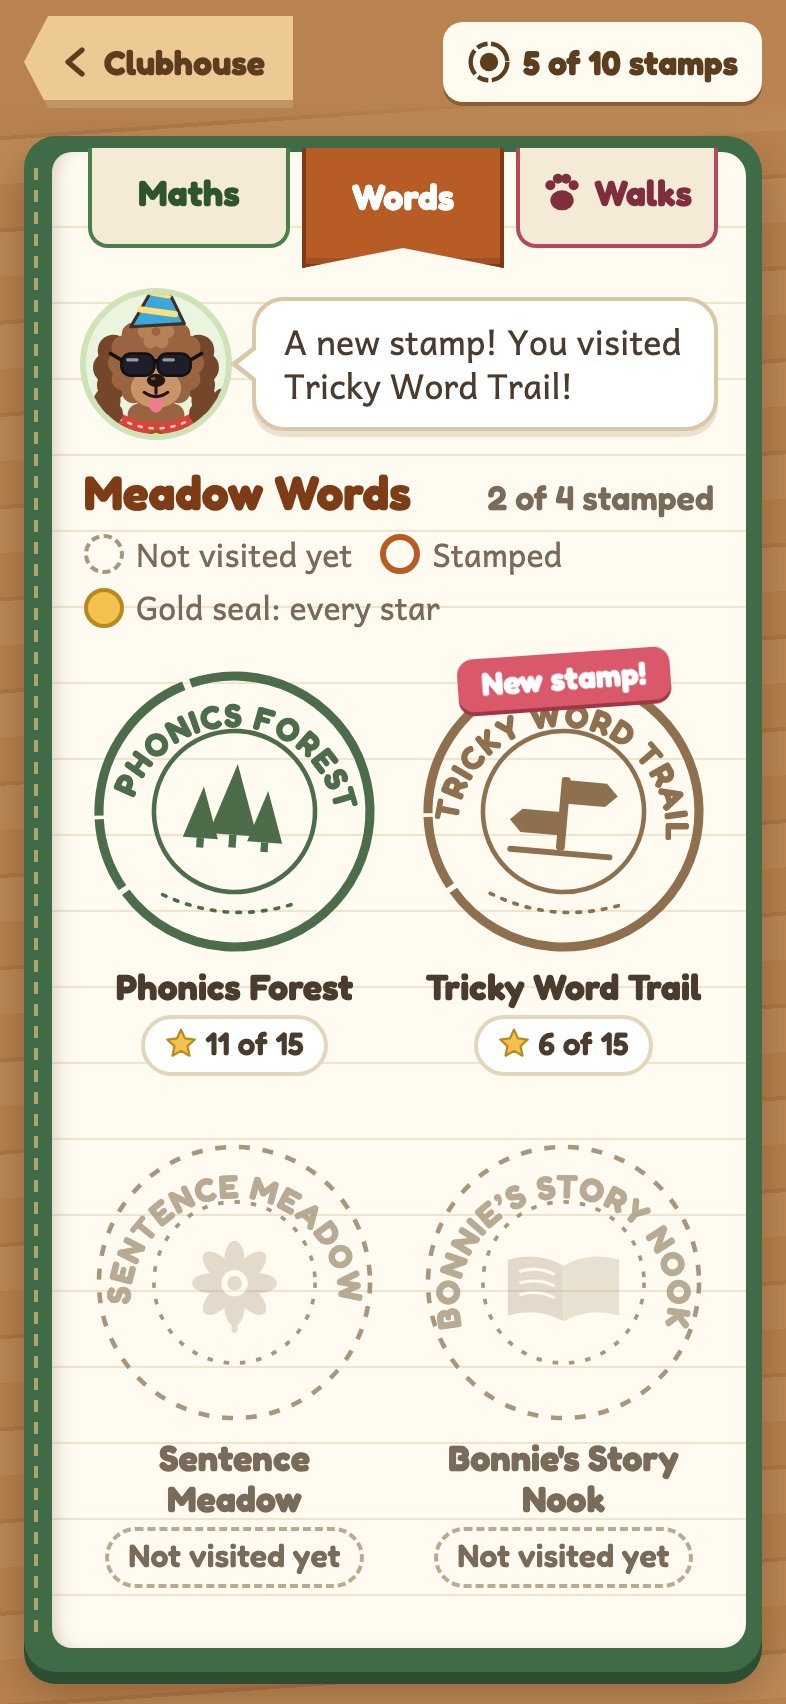 Clubhouse
5 of 10 stamps
Maths
Words
Walks
A new stamp! You visited
Tricky Word Trail!
Meadow Words
2 of 4 stamped
Not visited yet
Stamped
Gold seal: every star
New stamp!
PHONICS FOREST
TRICKY WORD TRAIL
Phonics Forest
Tricky Word Trail
11 of 15
6 of 15
SENTENCE MEADOW
BONNIE'S STORY NOOK
Sentence
Meadow
Bonnie's Story
Nook
Not visited yet
Not visited yet